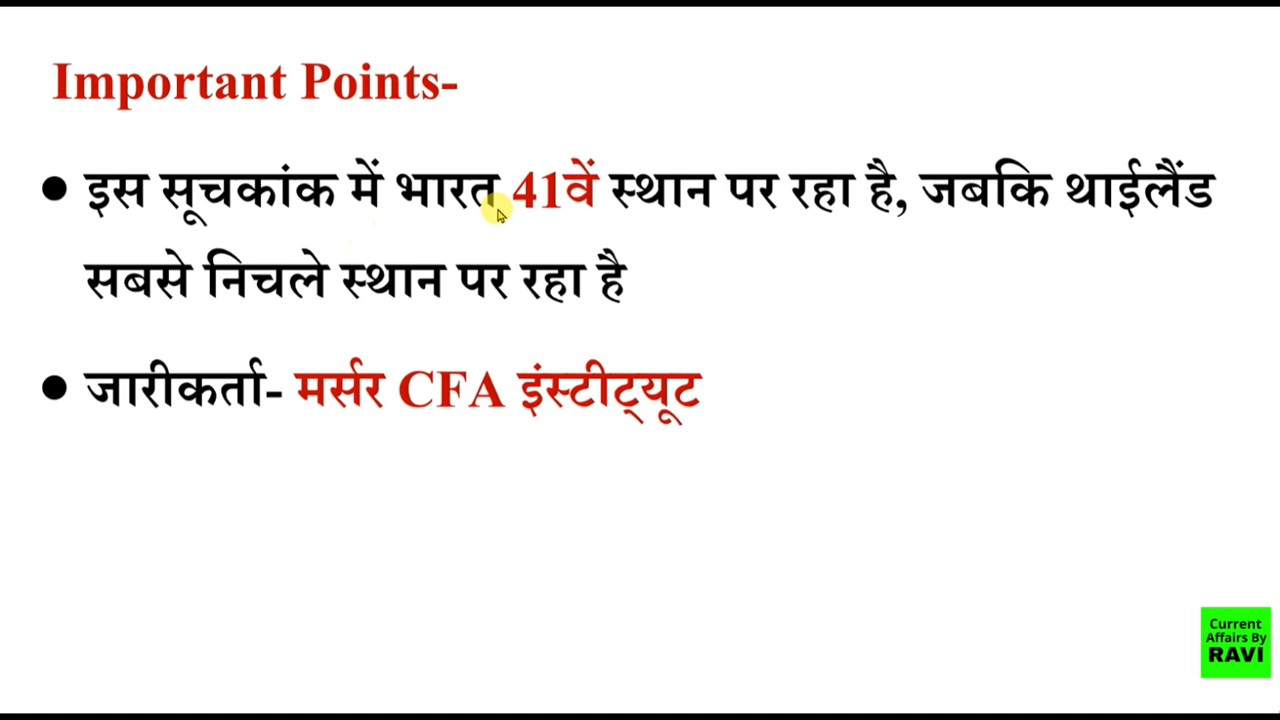 Important Points-
● इस सूचकांक में भारत 41वें स्थान पर रहा है, जबकि थाईलैंड
सबसे निचले स्थान पर रहा है
● जारीकर्ता- मर्सर CFA इंस्टीट्यूट
Current
Affairs By
RAVI